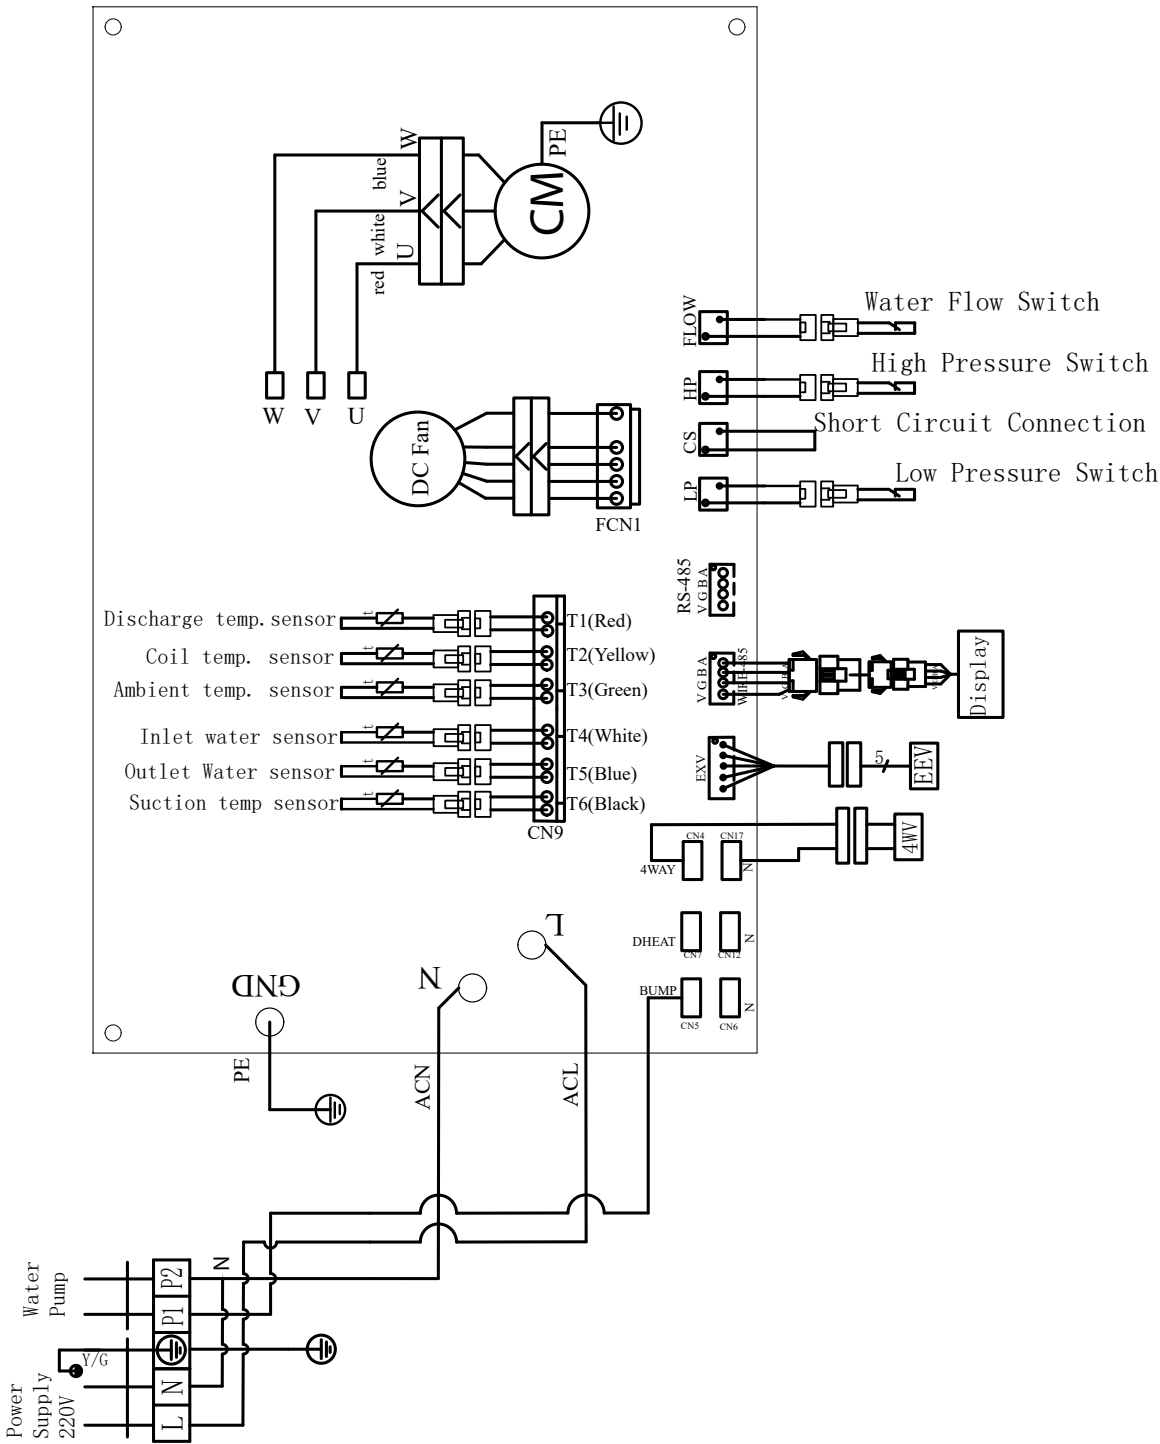 PE
W
blue
CM
V
white
U
red
W
V
U
DC Fan
FCN1
FLOW
Water Flow Switch
HP
High Pressure Switch
CS
Short Circuit Connection
LP
Low Pressure Switch
RS-485
V G B A
V G B A
WIRE-485
Display
EXV
5
EEV
Discharge temp. sensor
t
T1(Red)
Coil temp. sensor
t
T2(Yellow)
Ambient temp. sensor
t
T3(Green)
Inlet water sensor
t
T4(White)
Outlet Water sensor
t
T5(Blue)
Suction temp sensor
t
T6(Black)
CN9
CN4
CN17
4WAY
N
4WV
DHEAT
CN7
CN12
N
BUMP
CN5
CN6
N
L
N
GND
PE
ACN
ACL
Water
Pump
P2
N
P1
Y/G
Power
Supply
220V
N
L